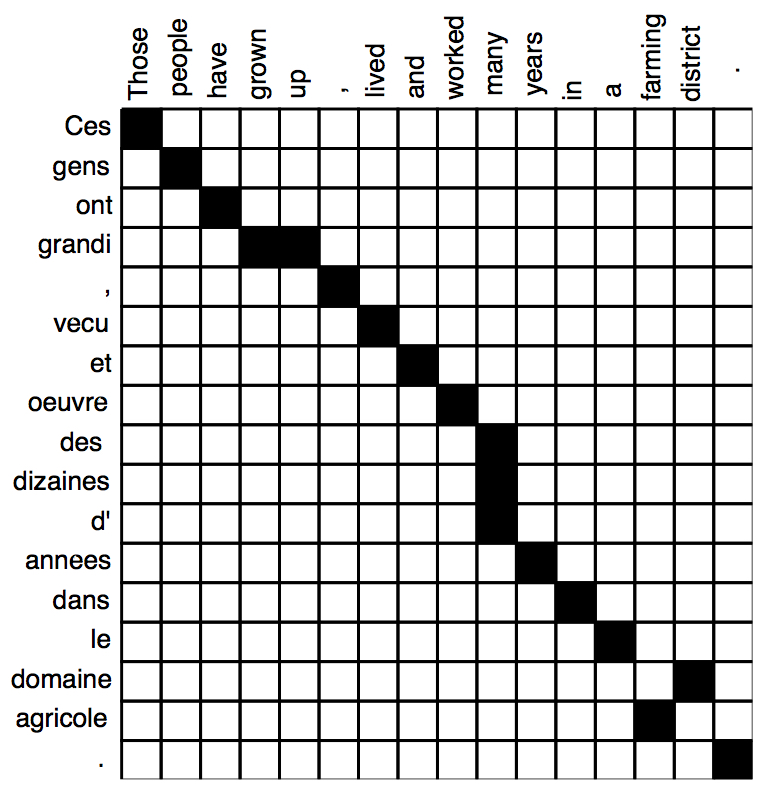 Those people have grown up , lived and worked many years in a farming district .
Ces
gens
ont
grandi
,
vecu
et
oeuvre
des
dizaines
d'
annees
dans
le
domaine
agricole
.